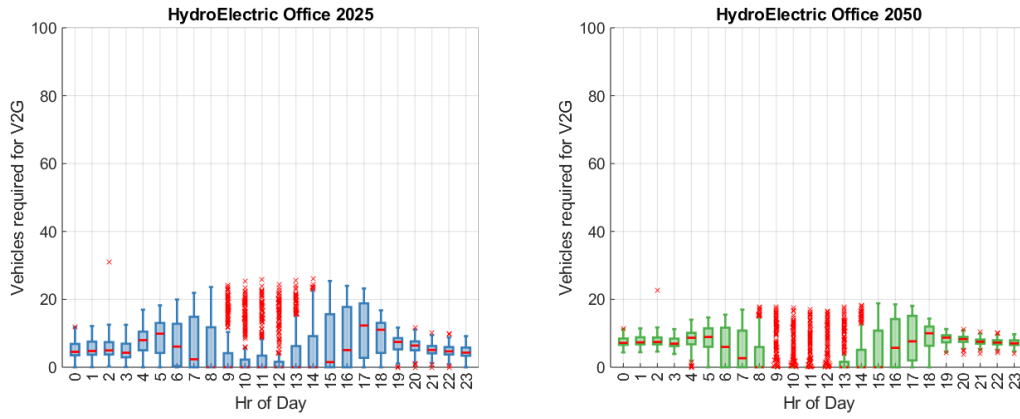 HydroElectric Office 2025
100
80
60
40
20
0
Vehicles required for V2G
0 1 2 3 4 5 6 7 8 9 10 11 12 13 14 15 16 17 18 19 20 21 22 23
Hr of Day
HydroElectric Office 2050
100
80
60
40
20
0
Vehicles required for V2G
0 1 2 3 4 5 6 7 8 9 10 11 12 13 14 15 16 17 18 19 20 21 22 23
Hr of Day